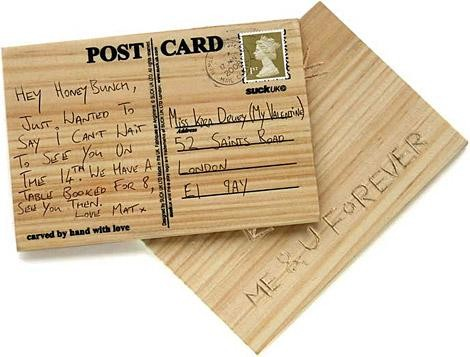 POST CARD
HEY HONEYBUNCH,
JUST WANTED TO
SAY I CAN'T WAIT
TO SEE YOU ON
THE 14TH. WE HAVE A
TABLE BOOKED FOR 8,
SEE YOU THEN.
LOVE MAT x
carved by hand with love
1ST
suckUK
MISS KORA DEWEY (MY VALENTINE)
Address
52 SAINTS ROAD
LONDON
E1 9AY
ME & U FOREVER